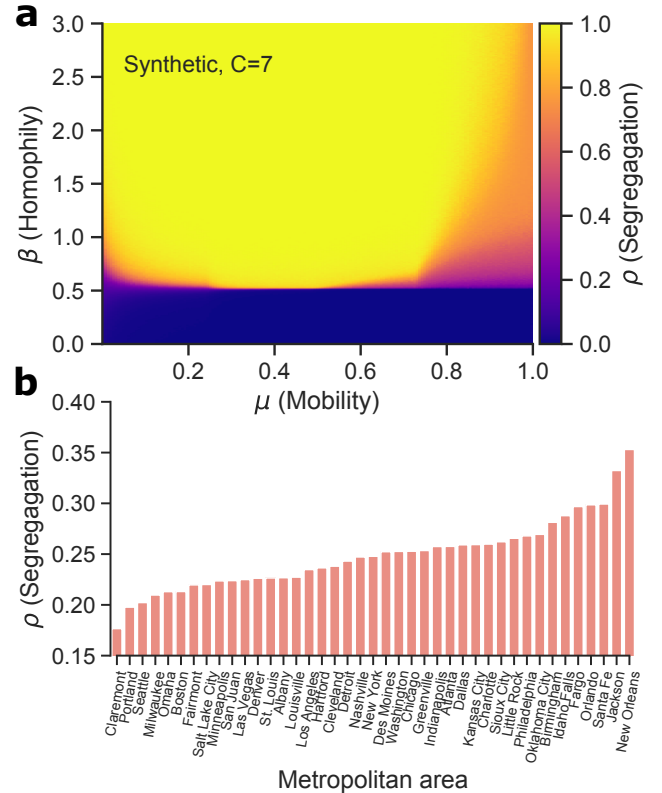 a
3.0
2.5
2.0
1.5
1.0
0.5
0.0
β (Homophily)
Synthetic, C=7
0.2
0.4
0.6
0.8
1.0
μ (Mobility)
1.0
0.8
0.6
0.4
0.2
0.0
ρ (Segregagation)
b
0.40
0.35
0.30
0.25
0.20
0.15
ρ (Segregagation)
Claremont
Portland
Seattle
Milwaukee
Omaha
Boston
Fairmont
Salt Lake City
Minneapolis
San Juan
Las Vegas
Denver
St. Louis
Albany
Louisville
Los Angeles
Hartford
Cleveland
Detroit
Nashville
New York
Des Moines
Washington
Chicago
Greenville
Indianapolis
Atlanta
Dallas
Kansas City
Charlotte
Sioux City
Little Rock
Philadelphia
Oklahoma City
Birmingham
Idaho Falls
Fargo
Orlando
Santa Fe
Jackson
New Orleans
Metropolitan area